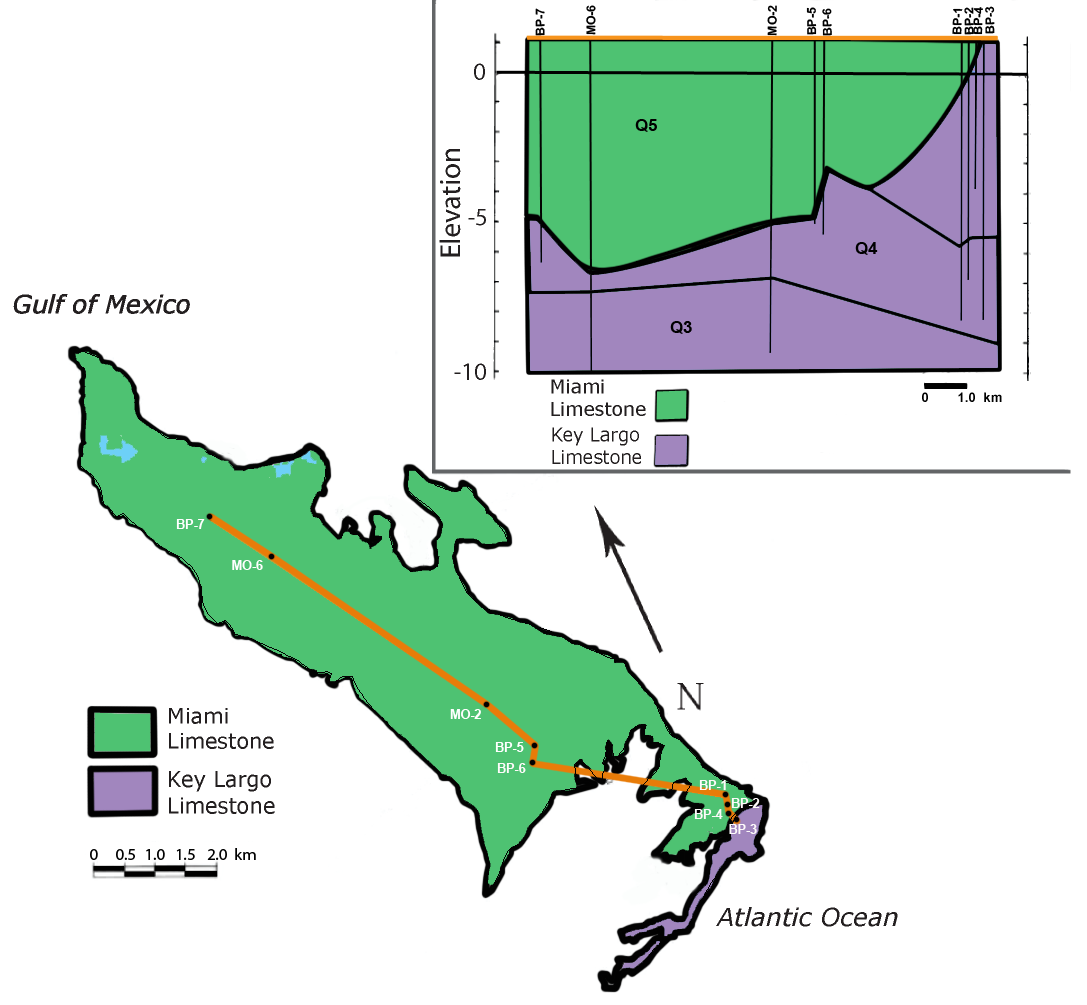 BP-7
MO-6
MO-2
BP-5
BP-6
BP-1
BP-2
BP-4
BP-3
0
Q5
Elevation
-5
Q4
Q3
-10
Miami
Limestone
0 1.0 km
Key Largo
Limestone
Gulf of Mexico
BP-7
MO-6
N
MO-2
Miami
Limestone
BP-5
BP-6
Key Largo
Limestone
BP-1
BP-2
BP-4
BP-3
0 0.5 1.0 1.5 2.0 km
Atlantic Ocean